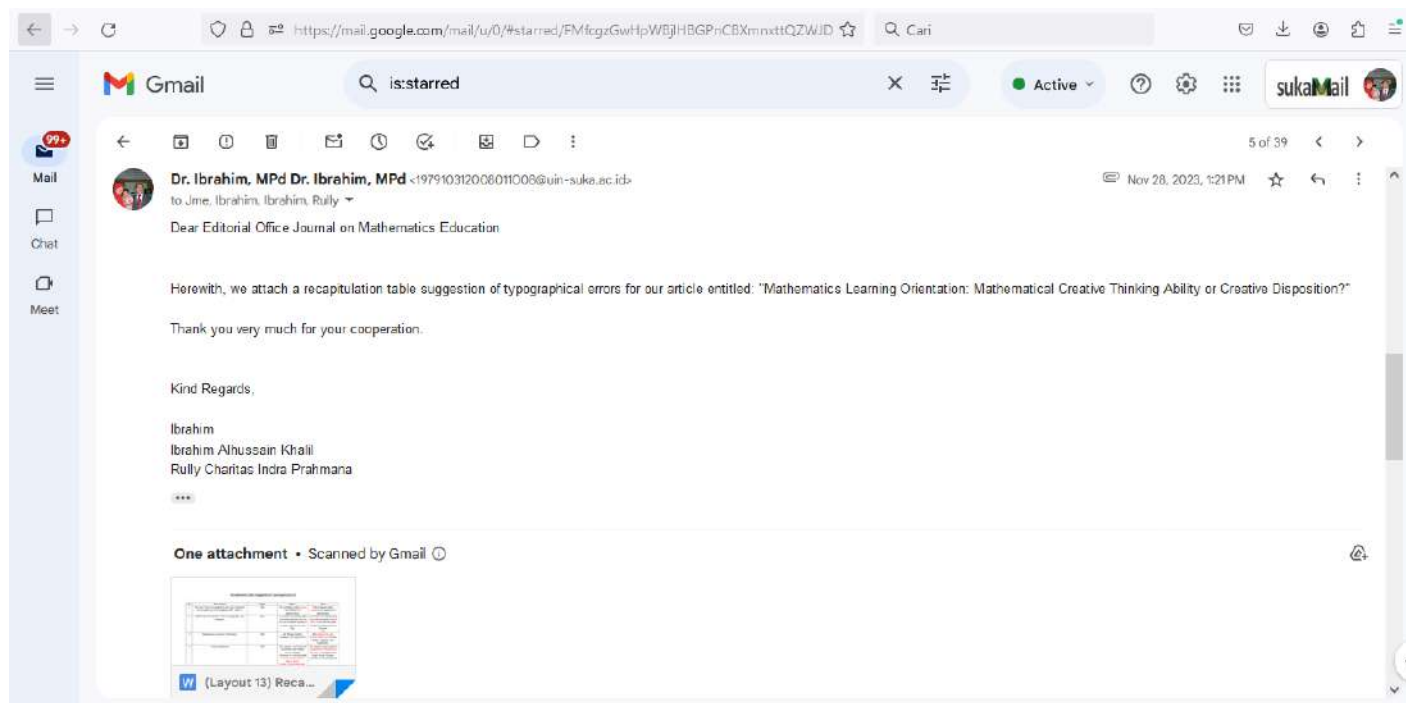 https://mail.google.com/mail/u/0/#starred/FMfcgzGwHpWBjlHBGPnCBXmnxttQZWJD
Cari
Gmail
is:starred
Active
sukaMail
99+
Mail
Chat
Meet
5 of 39
Dr. Ibrahim, MPd Dr. Ibrahim, MPd <197910312008011008@uin-suka.ac.id>
Nov 28, 2023, 1:21 PM
to Jme, Ibrahim, Ibrahim, Rully
Dear Editorial Office Journal on Mathematics Education
Herewith, we attach a recapitulation table suggestion of typographical errors for our article entitled: "Mathematics Learning Orientation: Mathematical Creative Thinking Ability or Creative Disposition?"
Thank you very much for your cooperation.
Kind Regards,
Ibrahim
Ibrahim Alhussain Khalil
Rully Charitas Indra Prahmana
One attachment • Scanned by Gmail
W (Layout 13) Reca...